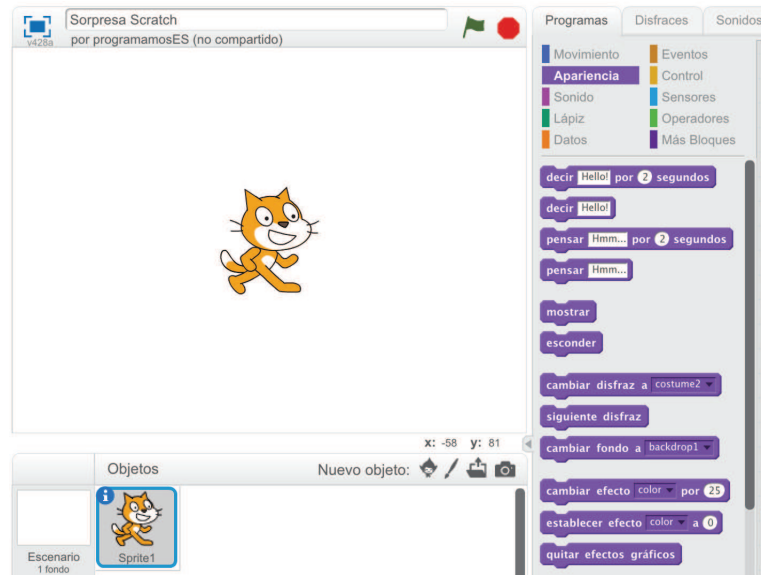 Sorpresa Scratch
v428a
por programamosES (no compartido)
Programas Disfraces Sonidos
Movimiento Eventos
Apariencia Control
Sonido Sensores
Lápiz Operadores
Datos Más Bloques
decir Hello! por 2 segundos
decir Hello!
pensar Hmm... por 2 segundos
pensar Hmm...
mostrar
esconder
cambiar disfraz a costume2
siguiente disfraz
cambiar fondo a backdrop1
cambiar efecto color por 25
establecer efecto color a 0
quitar efectos gráficos
x: -58 y: 81
Objetos Nuevo objeto:
Escenario
1 fondo
i
Sprite1